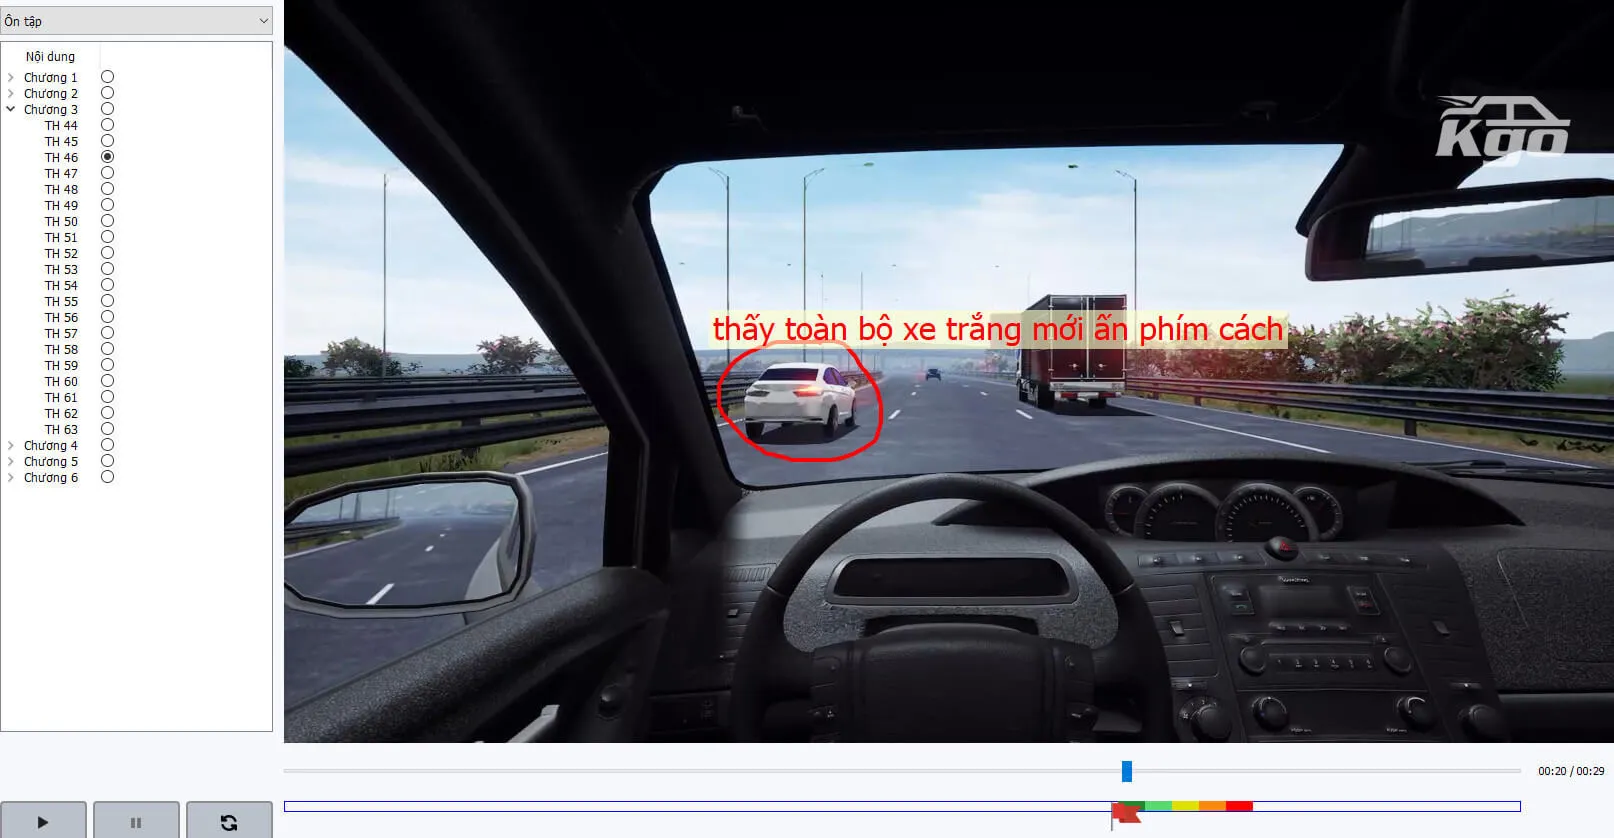 Ôn tập
Nội dung
Chương 1
Chương 2
Chương 3
TH 44
TH 45
TH 46
TH 47
TH 48
TH 49
TH 50
TH 51
TH 52
TH 53
TH 54
TH 55
TH 56
TH 57
TH 58
TH 59
TH 60
TH 61
TH 62
TH 63
Chương 4
Chương 5
Chương 6
Kgo
thấy toàn bộ xe trắng mới ấn phím cách
00:20 / 00:29